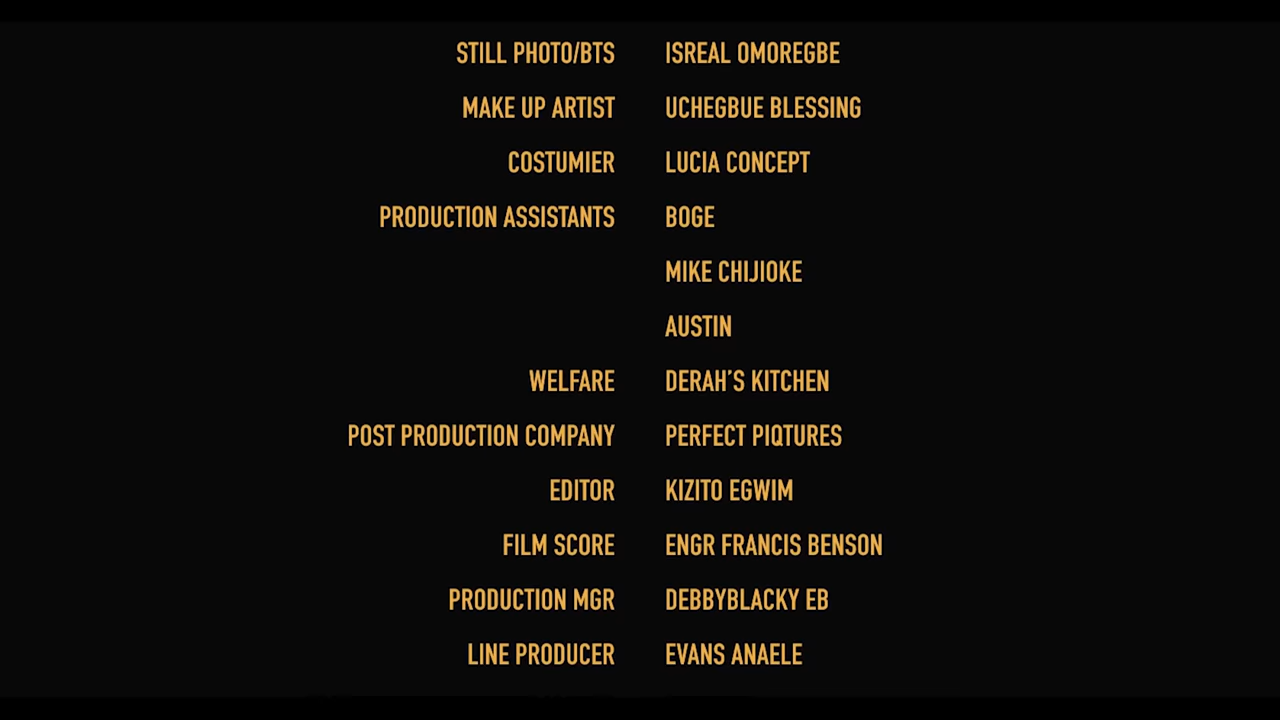 STILL PHOTO/BTS ISREAL OMOREGBE
MAKE UP ARTIST UCHEGBUE BLESSING
COSTUMIER LUCIA CONCEPT
PRODUCTION ASSISTANTS BOGE
MIKE CHIJIOKE
AUSTIN
WELFARE DERAH'S KITCHEN
POST PRODUCTION COMPANY PERFECT PIQTURES
EDITOR KIZITO EGWIM
FILM SCORE ENGR FRANCIS BENSON
PRODUCTION MGR DEBBYBLACKY EB
LINE PRODUCER EVANS ANAELE